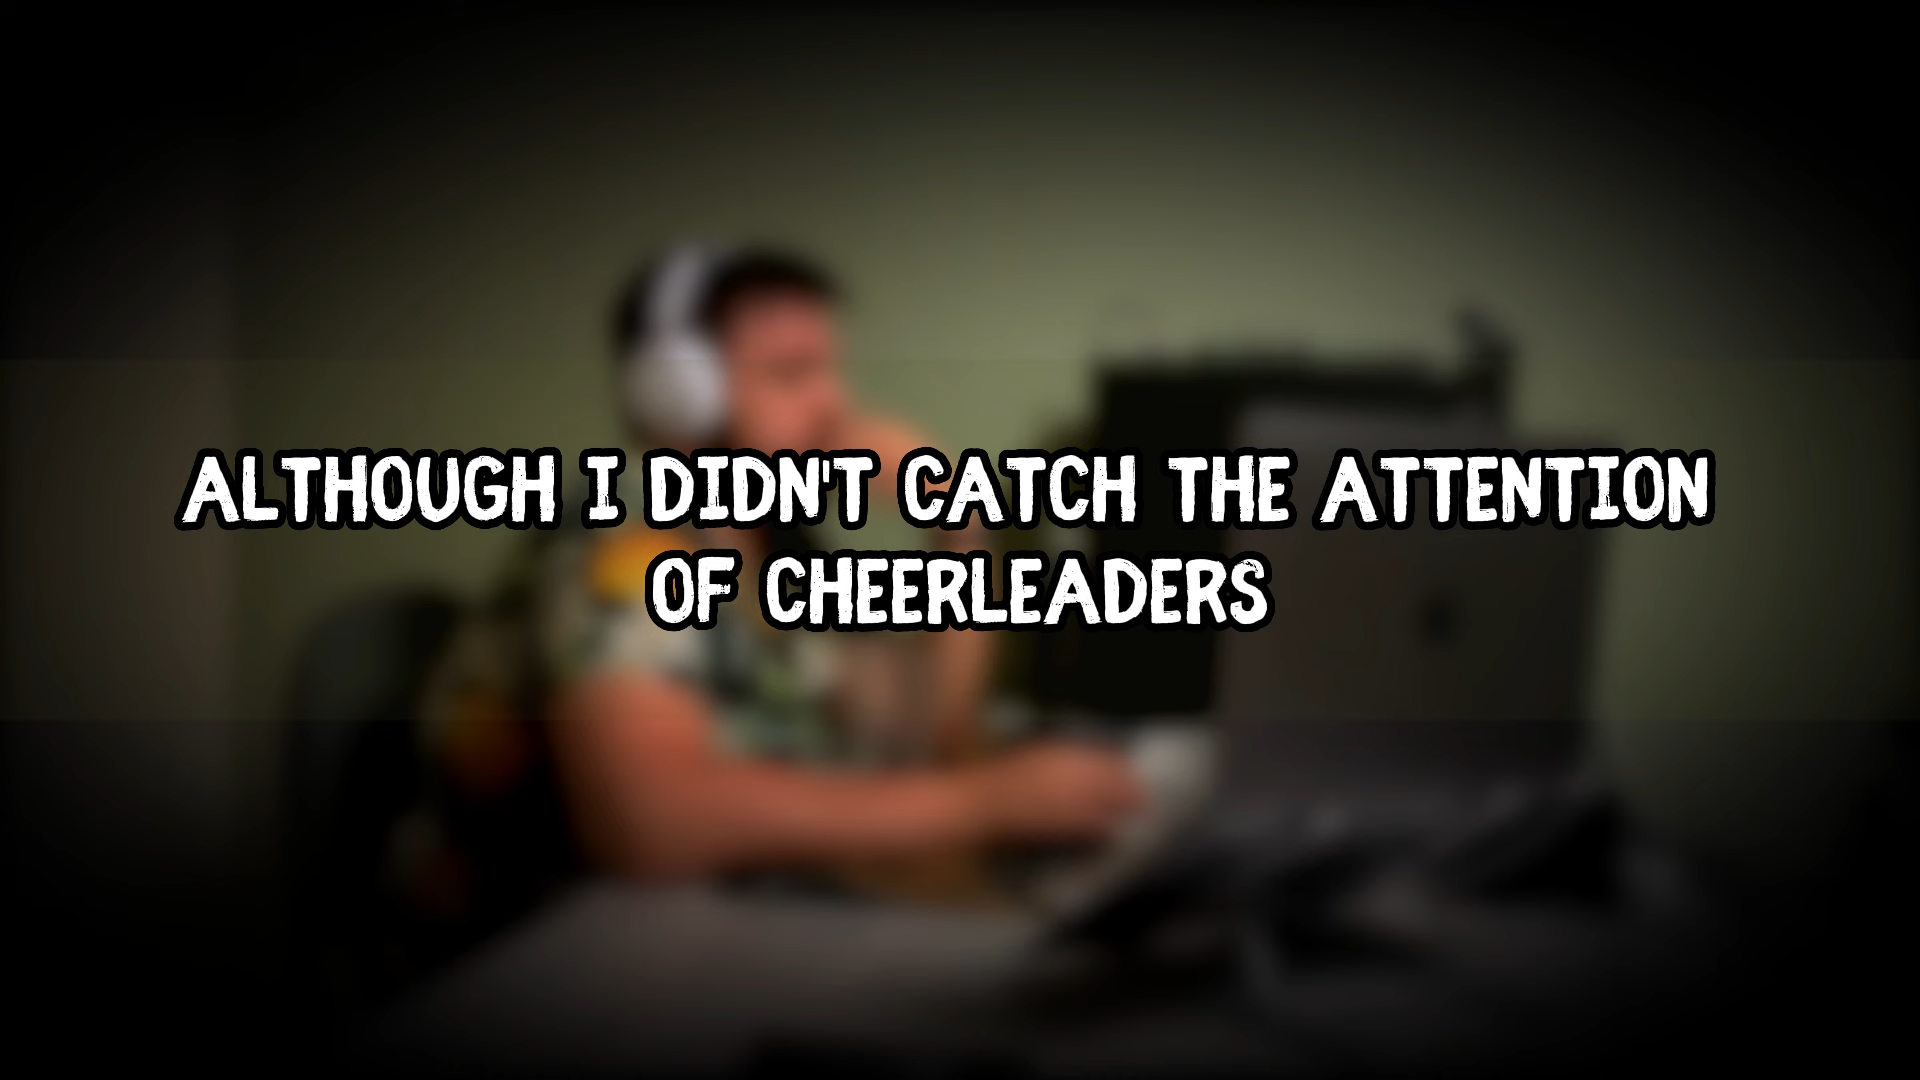 ALTHOUGH I DIDN'T CATCH THE ATTENTION
OF CHEERLEADERS